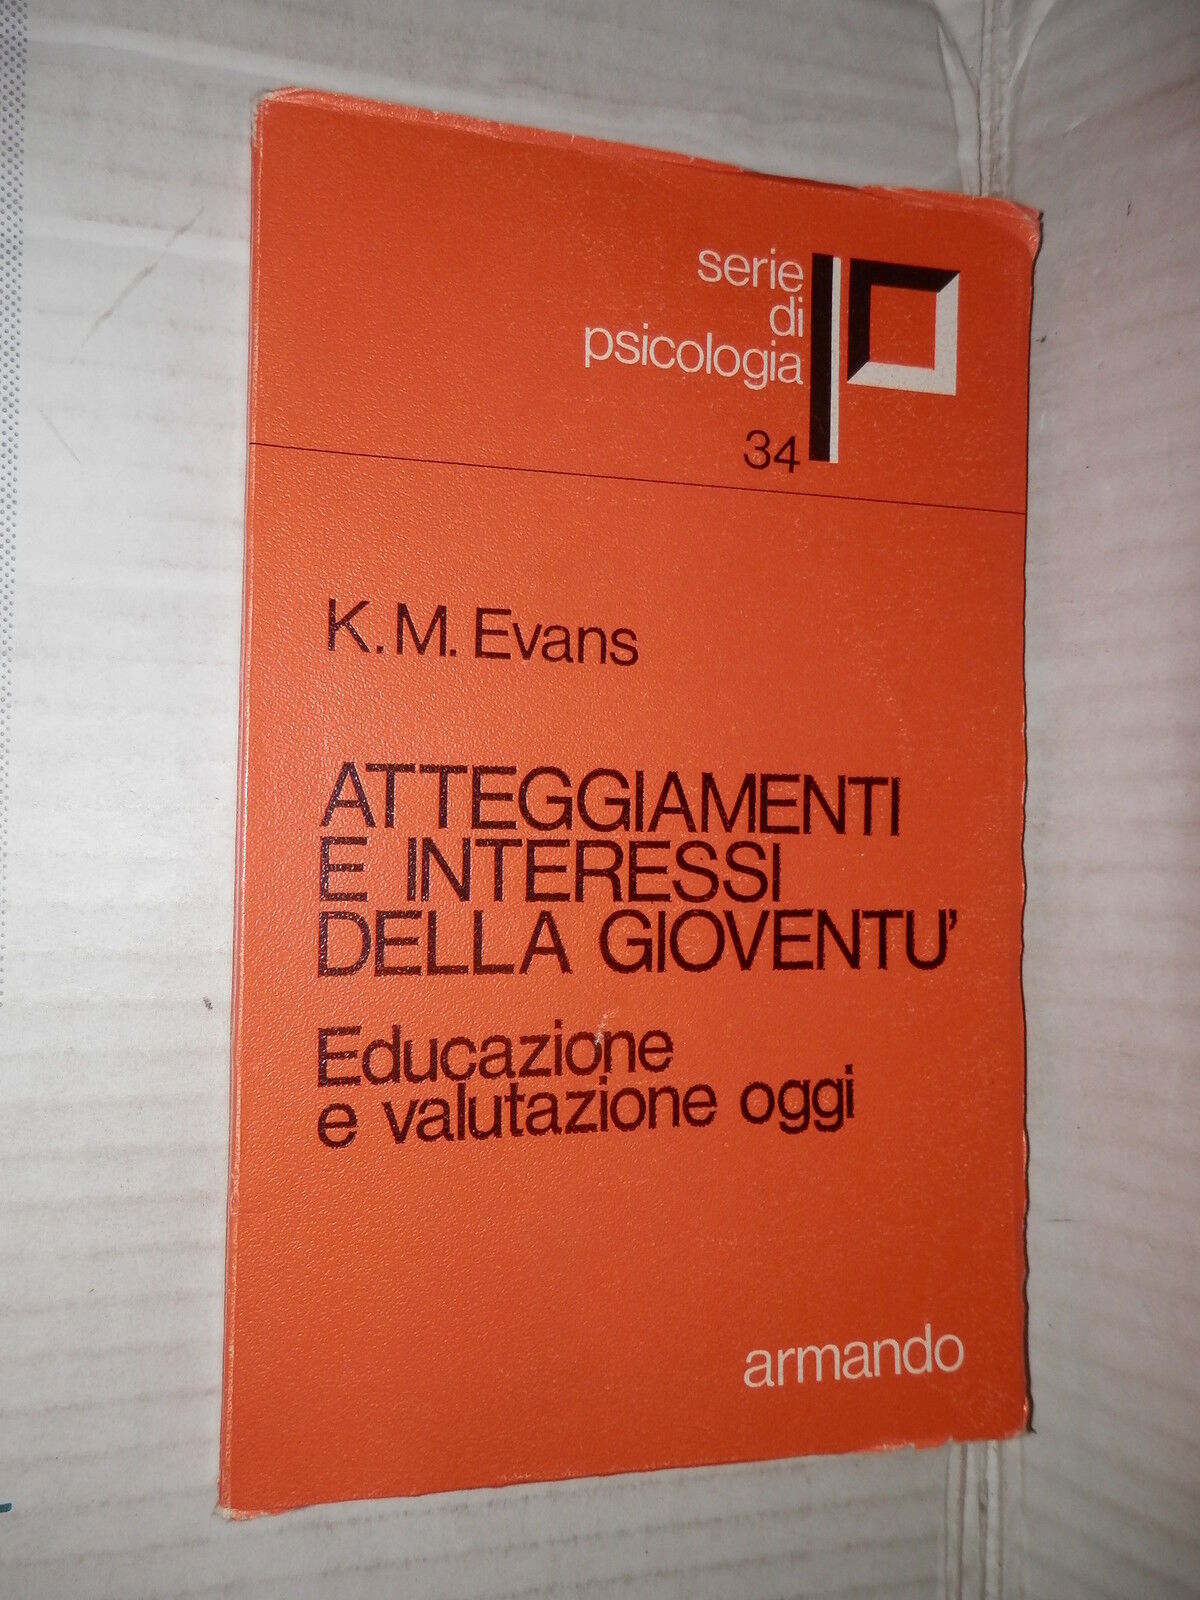 serie
di
psicologia
34
K.M. Evans
ATTEGGIAMENTI
E INTERESSI
DELLA GIOVENTU'
Educazione
e valutazione oggi
armando